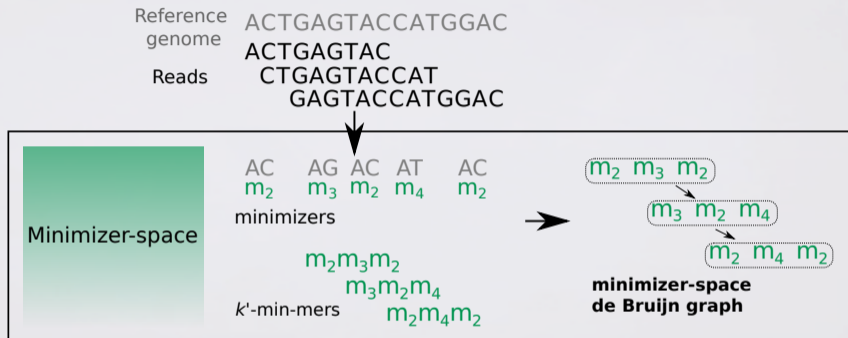 Reference
genome
ACTGAGTACCATGGAC
ACTGAGTAC
Reads
CTGAGTACCAT
GAGTACCATGGAC
Minimizer-space
AC AG AC AT AC
m₂ m₃ m₂ m₄ m₂
minimizers
m₂m₃m₂
m₃m₂m₄
k'-min-mers
m₂m₄m₂
m₂ m₃ m₂
m₃ m₂ m₄
m₂ m₄ m₂
minimizer-space
de Bruijn graph